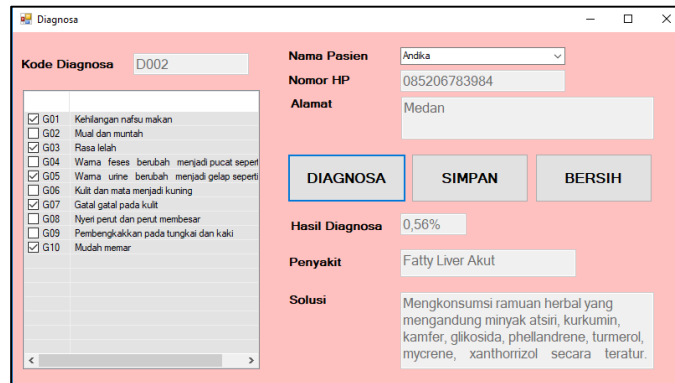 Diagnosa
Kode Diagnosa D002
G01 Kehilangan nafsu makan
G02 Mual dan muntah
G03 Rasa lelah
G04 Warna feses berubah menjadi pucat sepert
G05 Warna urine berubah menjadi gelap seperti
G06 Kulit dan mata menjadi kuning
G07 Gatal gatal pada kulit
G08 Nyeri perut dan perut membesar
G09 Pembengkakkan pada tungkai dan kaki
G10 Mudah memar
Nama Pasien Andika
Nomor HP 085206783984
Alamat Medan
DIAGNOSA SIMPAN BERSIH
Hasil Diagnosa 0,56%
Penyakit Fatty Liver Akut
Solusi Mengkonsumsi ramuan herbal yang
mengandung minyak atsiri, kurkumin,
kamfer, glikosida, phellandrene, turmerol,
mycrene, xanthorrizol secara teratur.